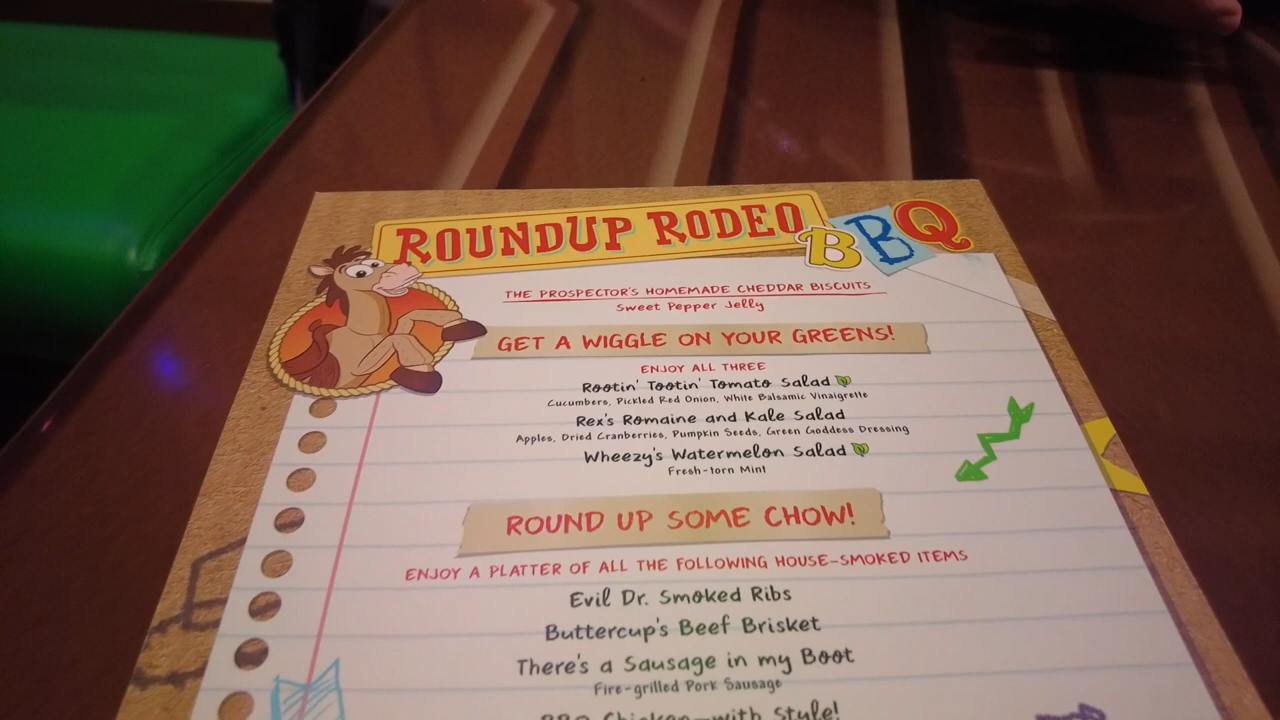 ROUNDUP RODEO BBQ
THE PROSPECTOR'S HOMEMADE CHEDDAR BISCUITS
Sweet Pepper Jelly
GET A WIGGLE ON YOUR GREENS!
ENJOY ALL THREE
Rootin' Tootin' Tomato Salad
Cucumbers, Pickled Red Onion, White Balsamic Vinaigrette
Rex's Romaine and Kale Salad
Apples, Dried Cranberries, Pumpkin Seeds, Green Goddess Dressing
Wheezy's Watermelon Salad
Fresh-torn Mint
ROUND UP SOME CHOW!
ENJOY A PLATTER OF ALL THE FOLLOWING HOUSE-SMOKED ITEMS
Evil Dr. Smoked Ribs
Buttercup's Beef Brisket
There's a Sausage in my Boot
Fire-grilled Pork Sausage
BBQ Chicken—with Style!